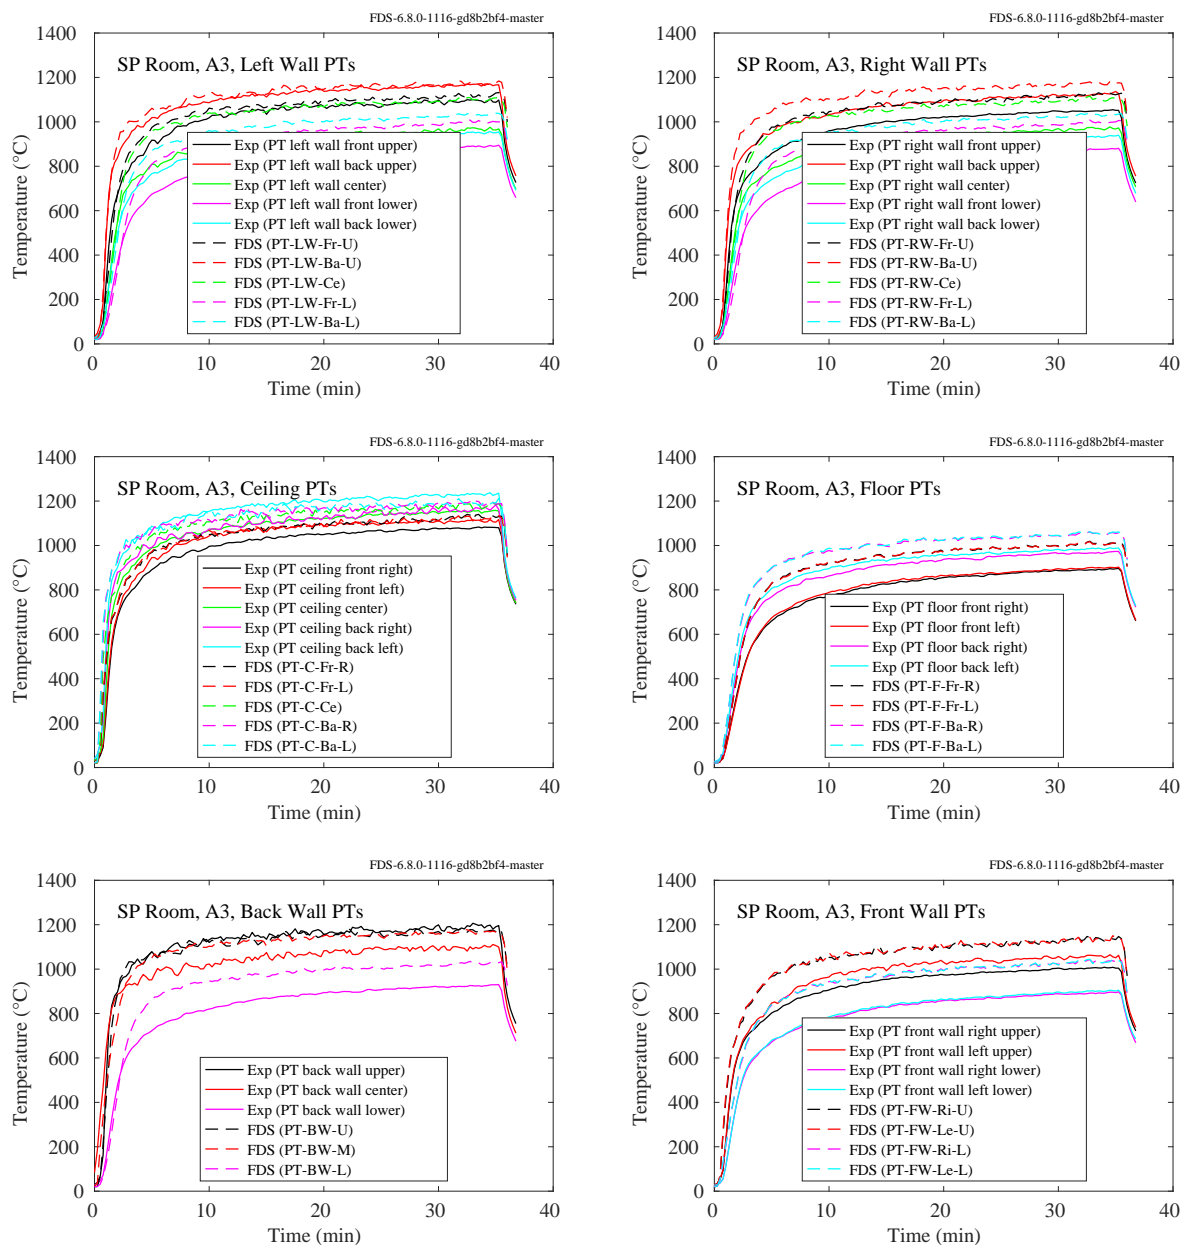 FDS-6.8.0-1116-gd8b2bf4-master
SP Room, A3, Left Wall PTs
Temperature (°C)
1400
1200
1000
800
600
400
200
0
Exp (PT left wall front upper)
Exp (PT left wall back upper)
Exp (PT left wall center)
Exp (PT left wall front lower)
Exp (PT left wall back lower)
FDS (PT-LW-Fr-U)
FDS (PT-LW-Ba-U)
FDS (PT-LW-Ce)
FDS (PT-LW-Fr-L)
FDS (PT-LW-Ba-L)
0 10 20 30 40
Time (min)
FDS-6.8.0-1116-gd8b2bf4-master
SP Room, A3, Right Wall PTs
Temperature (°C)
1400
1200
1000
800
600
400
200
0
Exp (PT right wall front upper)
Exp (PT right wall back upper)
Exp (PT right wall center)
Exp (PT right wall front lower)
Exp (PT right wall back lower)
FDS (PT-RW-Fr-U)
FDS (PT-RW-Ba-U)
FDS (PT-RW-Ce)
FDS (PT-RW-Fr-L)
FDS (PT-RW-Ba-L)
0 10 20 30 40
Time (min)
FDS-6.8.0-1116-gd8b2bf4-master
SP Room, A3, Ceiling PTs
Temperature (°C)
1400
1200
1000
800
600
400
200
0
Exp (PT ceiling front right)
Exp (PT ceiling front left)
Exp (PT ceiling center)
Exp (PT ceiling back right)
Exp (PT ceiling back left)
FDS (PT-C-Fr-R)
FDS (PT-C-Fr-L)
FDS (PT-C-Ce)
FDS (PT-C-Ba-R)
FDS (PT-C-Ba-L)
0 10 20 30 40
Time (min)
FDS-6.8.0-1116-gd8b2bf4-master
SP Room, A3, Floor PTs
Temperature (°C)
1400
1200
1000
800
600
400
200
0
Exp (PT floor front right)
Exp (PT floor front left)
Exp (PT floor back right)
Exp (PT floor back left)
FDS (PT-F-Fr-R)
FDS (PT-F-Fr-L)
FDS (PT-F-Ba-R)
FDS (PT-F-Ba-L)
0 10 20 30 40
Time (min)
FDS-6.8.0-1116-gd8b2bf4-master
SP Room, A3, Back Wall PTs
Temperature (°C)
1400
1200
1000
800
600
400
200
0
Exp (PT back wall upper)
Exp (PT back wall center)
Exp (PT back wall lower)
FDS (PT-BW-U)
FDS (PT-BW-M)
FDS (PT-BW-L)
0 10 20 30 40
Time (min)
FDS-6.8.0-1116-gd8b2bf4-master
SP Room, A3, Front Wall PTs
Temperature (°C)
1400
1200
1000
800
600
400
200
0
Exp (PT front wall right upper)
Exp (PT front wall left upper)
Exp (PT front wall right lower)
Exp (PT front wall left lower)
FDS (PT-FW-Ri-U)
FDS (PT-FW-Le-U)
FDS (PT-FW-Ri-L)
FDS (PT-FW-Le-L)
0 10 20 30 40
Time (min)